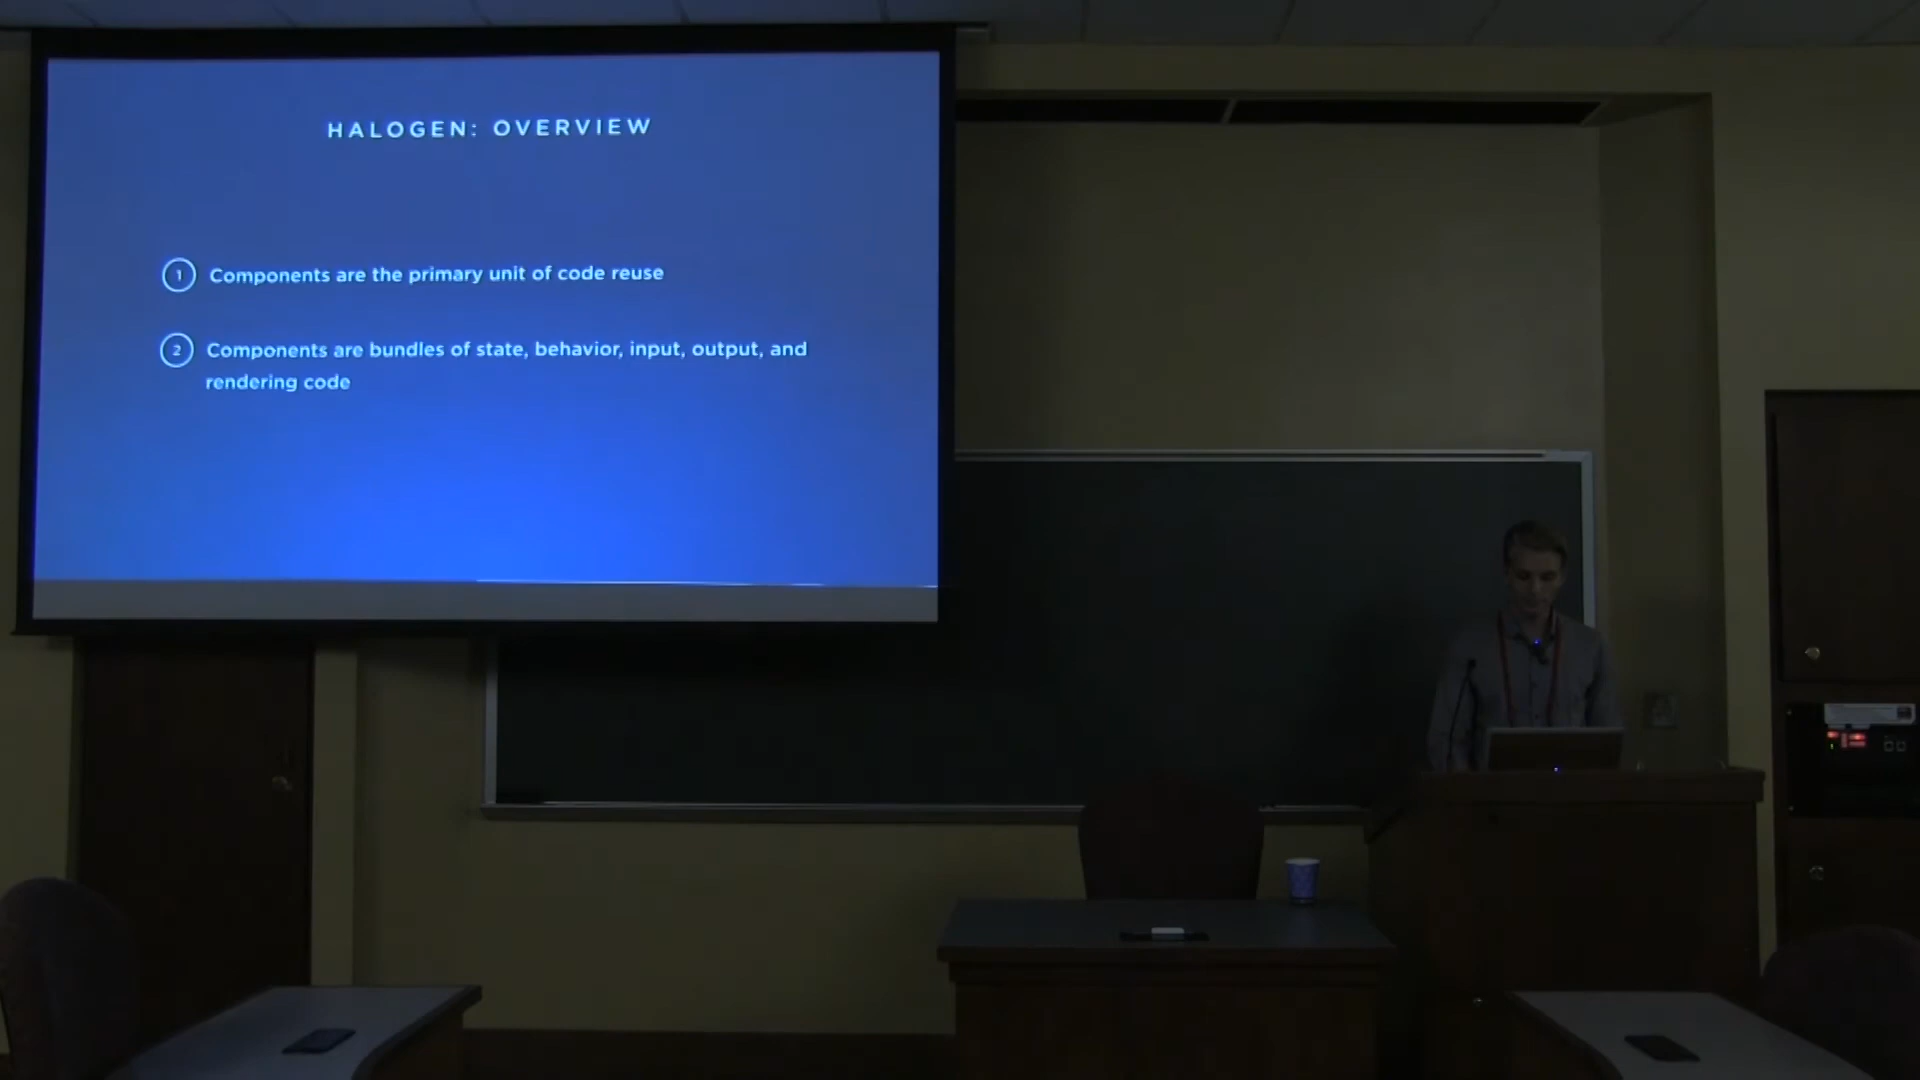 HALOGEN: OVERVIEW
1 Components are the primary unit of code reuse
2 Components are bundles of state, behavior, input, output, and
rendering code